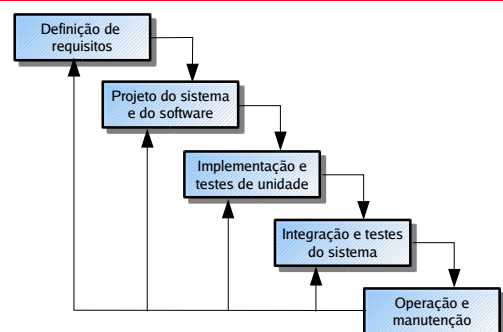 Definição de
requisitos
Projeto do sistema
e do software
Implementação e
testes de unidade
Integração e testes
do sistema
Operação e
manutenção